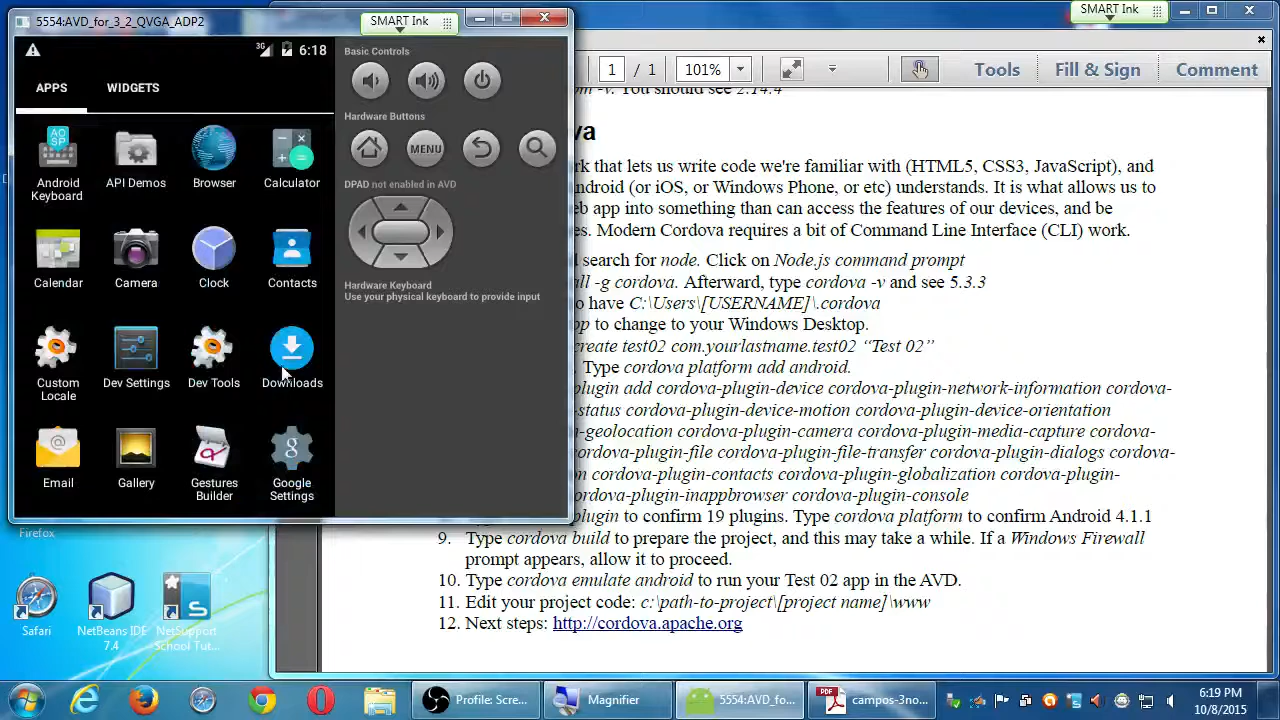 5554:AVD_for_3_2_QVGA_ADP2
SMART Ink
SMART Ink
3G 6:18
APPS WIDGETS
Android Keyboard
API Demos
Browser
Calculator
Calendar
Camera
Clock
Contacts
Custom Locale
Dev Settings
Dev Tools
Downloads
Email
Gallery
Gestures Builder
Google Settings
Basic Controls
Hardware Buttons
MENU
DPAD not enabled in AVD
Hardware Keyboard
Use your physical keyboard to provide input
1 / 1 101% Tools Fill & Sign Comment
-v. You should see 2.14.4
va
rk that lets us write code we're familiar with (HTML5, CSS3, JavaScript), and
ndroid (or iOS, or Windows Phone, or etc) understands. It is what allows us to
eb app into something than can access the features of our devices, and be
es. Modern Cordova requires a bit of Command Line Interface (CLI) work.
d search for node. Click on Node.js command prompt
ll -g cordova. Afterward, type cordova -v and see 5.3.3
to have C:\Users\[USERNAME]\.cordova
pp to change to your Windows Desktop.
create test02 com.yourlastname.test02 “Test 02”
. Type cordova platform add android.
plugin add cordova-plugin-device cordova-plugin-network-information cordova-
-status cordova-plugin-device-motion cordova-plugin-device-orientation
n-geolocation cordova-plugin-camera cordova-plugin-media-capture cordova-
ordova-plugin-file cordova-plugin-file-transfer cordova-plugin-dialogs cordova-
on cordova-plugin-contacts cordova-plugin-globalization cordova-plugin-
ordova-plugin-inappbrowser cordova-plugin-console
plugin to confirm 19 plugins. Type cordova platform to confirm Android 4.1.1
9. Type cordova build to prepare the project, and this may take a while. If a Windows Firewall
prompt appears, allow it to proceed.
10. Type cordova emulate android to run your Test 02 app in the AVD.
11. Edit your project code: c:\path-to-project\[project name]\www
12. Next steps: http://cordova.apache.org
Firefox
Safari
NetBeans IDE 7.4
NetSupport School Tut...
Profile: Scre...
Magnifier
5554:AVD_fo...
PDF
campos-3no...
6:19 PM
10/8/2015